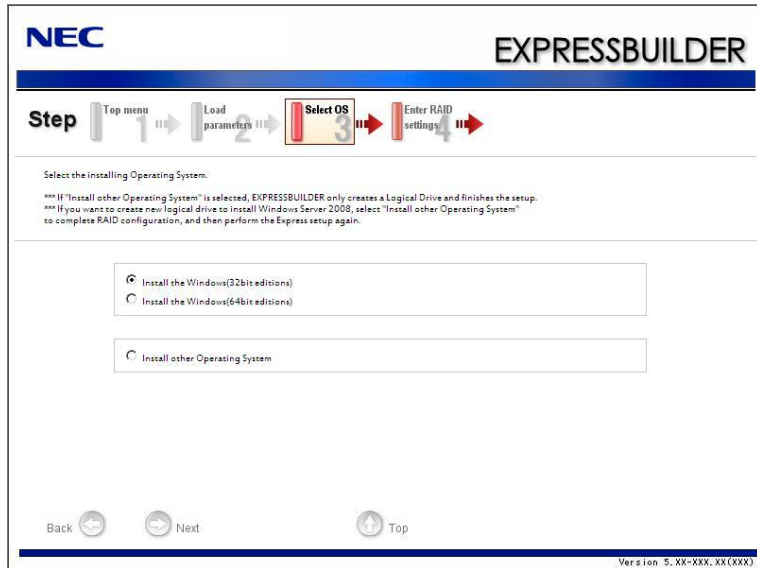 NEC
EXPRESSBUILDER
Step
Top menu
1
Load
parameters
2
Select OS
3
Enter RAID
settings
4
Select the installing Operating System.
*** If "Install other Operating System" is selected, EXPRESSBUILDER only creates a Logical Drive and finishes the setup.
*** If you want to create new logical drive to install Windows Server 2008, select "Install other Operating System"
to complete RAID configuration, and then perform the Express setup again.
Install the Windows(32bit editions)
Install the Windows(64bit editions)
Install other Operating System
Back
Next
Top
Version 5.XX-XXX.XX(XXX)